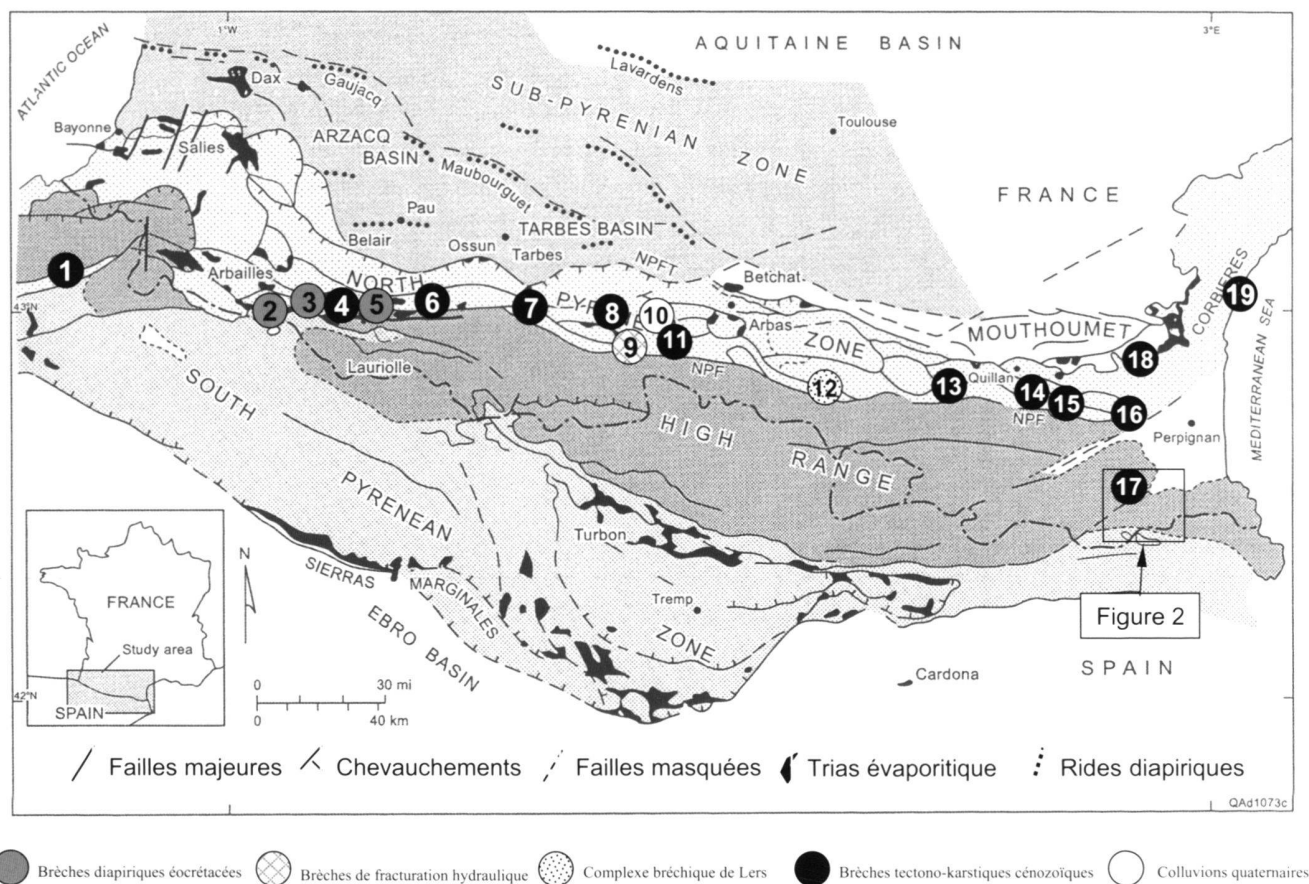 1°W
3°E
ATLANTIC OCEAN
AQUITAINE BASIN
Lavardens
Dax
Gaujacq
SUB-PYRENIAN ZONE
Toulouse
Bayonne
Salies
ARZACQ BASIN
Maubourguet
FRANCE
Pau
Belair
TARBES BASIN
Ossun
Tarbes
NPFT
Betchat
CORBIÈRES
19
1
Arbailles
NORTH PYRE ZONE
43°N
2
3
4
5
6
7
8
10
9
11
Arbas
MOUTHOUMET
18
MEDITERRANEAN SEA
Lauriolle
NPF
12
13
Quillan
14
15
16
NPF
Perpignan
SOUTH PYRENEAN ZONE
HIGH RANGE
17
Turbon
Figure 2
SIERRAS MARGINALES
Tremp
EBRO BASIN
Cardona
SPAIN
42°N
FRANCE
Study area
SPAIN
N
0 30 mi
0 40 km
Failles majeures Chevauchements Failles masquées Trias évaporitique Rides diapiriques
QAd1073c
Brèches diapiriques éocrétacées Brèches de fracturation hydraulique Complexe bréchique de Lers Brèches tectono-karstiques cénozoïques Colluvions quaternaires